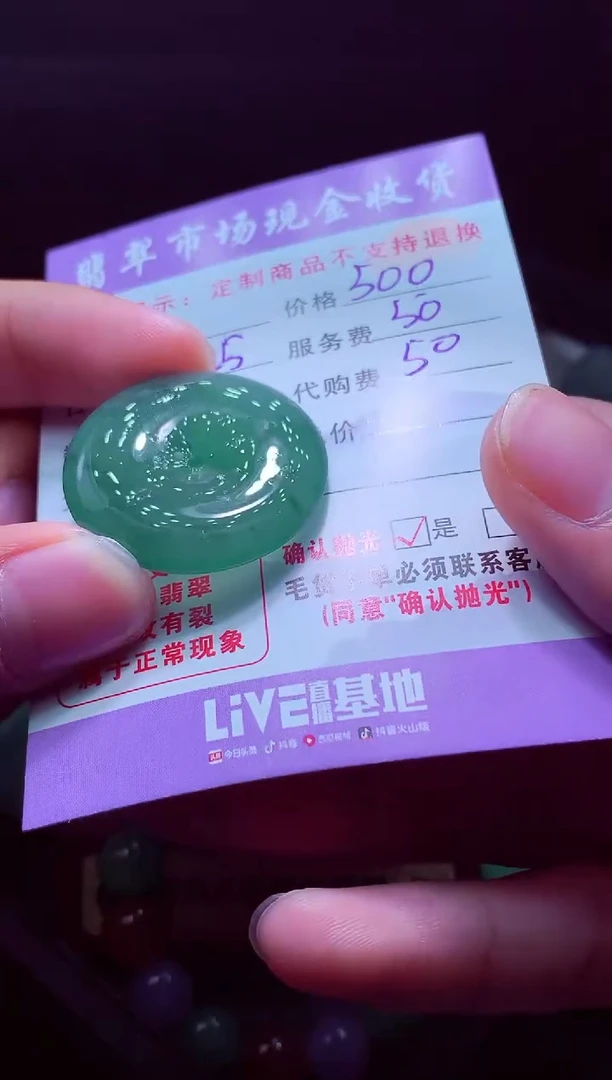 翡翠市场现金收货
示：定制商品不支持退换
价格 500
5 服务费 50
代购费 50
价
确认抛光 ☑是 ☐
毛货 单必须联系客
(同意"确认抛光")
翡翠
有裂
属于正常现象
LiVE直播基地
今日头条 抖音 西瓜视频 抖音火山版